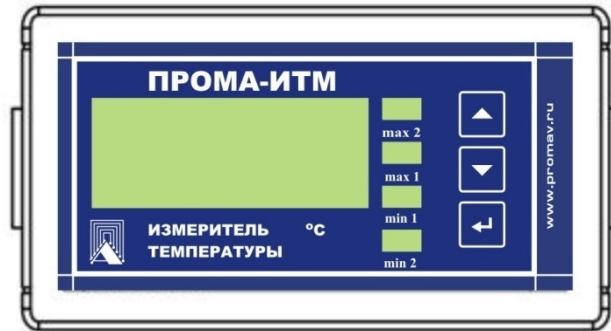 ПРОМА-ИТМ
max 2
max 1
min 1
min 2
ИЗМЕРИТЕЛЬ °C
ТЕМПЕРАТУРЫ
www.promav.ru